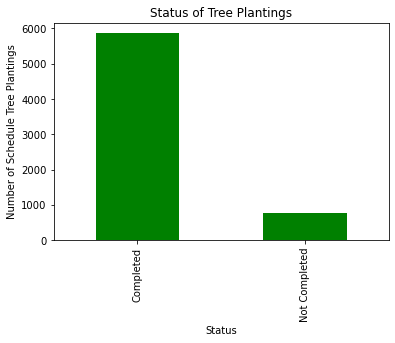 Status of Tree Plantings
Number of Schedule Tree Plantings
6000
5000
4000
3000
2000
1000
0
Completed
Not Completed
Status